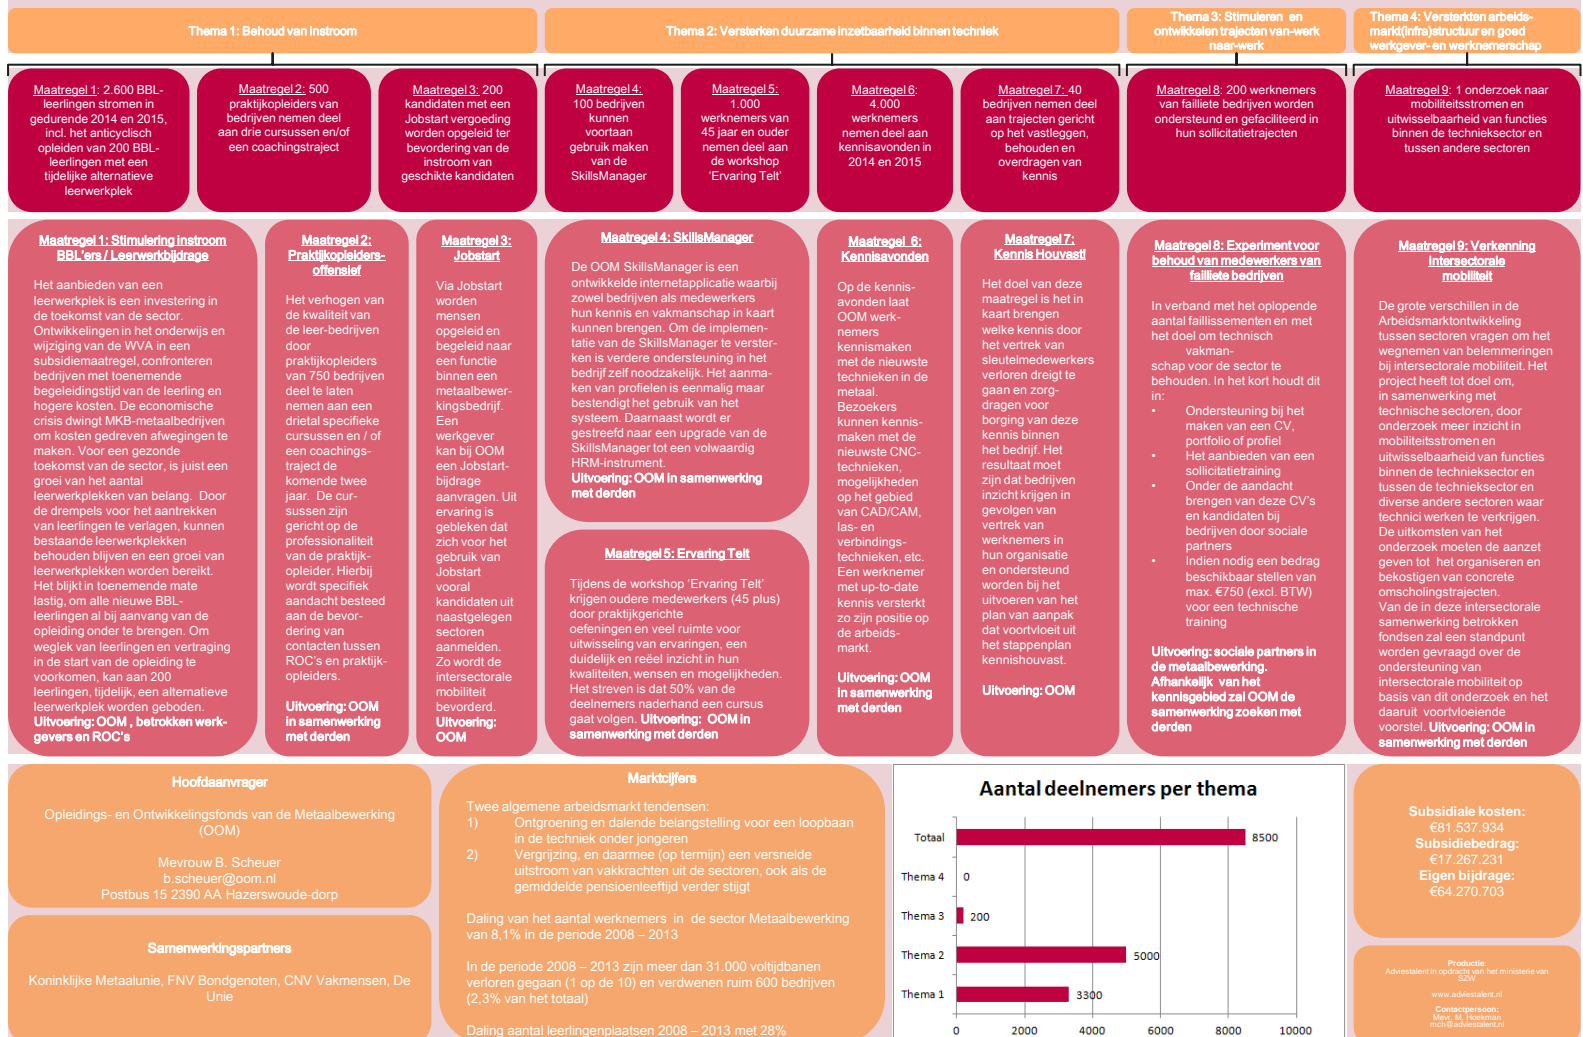 Thema 1: Behoud van instroom
Thema 2: Versterken duurzame inzetbaarheid binnen techniek
Thema 3: Stimuleren en
ontwikkelen trajecten van-werk
naar-werk
Thema 4: Verstekten arbeids-
markt(infra)structuur en goed
werkgever- en werknemerschap
Maatregel 1: 2.600 BBL-
leerlingen stromen in
gedurende 2014 en 2015,
incl. het anticyclisch
opleiden van 200 BBL-
leerlingen met een
tijdelijke alternatieve
leerwerkplek
Maatregel 2: 500
praktijkopleiders van
bedrijven nemen deel
aan drie cursussen en/of
een coachingstraject
Maatregel 3: 200
kandidaten met een
Jobstart vergoeding
worden opgeleid ter
bevordering van de
instroom van
geschikte kandidaten
Maatregel 4:
100 bedrijven
kunnen
voortaan
gebruik maken
van de
SkillsManager
Maatregel 5:
1.000
werknemers van
45 jaar en ouder
nemen deel aan
de workshop
'Ervaring Telt'
Maatregel 6:
4.000
werknemers
nemen deel aan
kennisavonden in
2014 en 2015
Maatregel 7: 40
bedrijven nemen deel
aan trajecten gericht
op het vastleggen,
behouden en
overdragen van
kennis
Maatregel 8: 200 werknemers
van failliete bedrijven worden
ondersteund en gefaciliteerd in
hun sollicitatietrajecten
Maatregel 9: 1 onderzoek naar
mobiliteitsstromen en
uitwisselbaarheid van functies
binnen de technieksector en
tussen andere sectoren
Maatregel 1: Stimulering instroom
BBL'ers / Leerwerkbijdrage
Het aanbieden van een
leerwerkplek is een investering in
de toekomst van de sector.
Ontwikkelingen in het onderwijs en
wijziging van de WVA in een
subsidiemaatregel, confronteren
bedrijven met toenemende
begeleidingstijd van de leerling en
hogere kosten. De economische
crisis dwingt MKB-metaalbedrijven
om kosten gedreven afwegingen te
maken. Voor een gezonde
toekomst van de sector, is juist een
groei van het aantal
leerwerkplekken van belang. Door
de drempels voor het aantrekken
van leerlingen te verlagen, kunnen
bestaande leerwerkplekken
behouden blijven en een groei van
leerwerkplekken worden bereikt.
Het blijkt in toenemende mate
lastig, om alle nieuwe BBL-
leerlingen al bij aanvang van de
opleiding onder te brengen. Om
weglek van leerlingen en vertraging
in de start van de opleiding te
voorkomen, kan aan 200
leerlingen, tijdelijk, een alternatieve
leerwerkplek worden geboden.
Uitvoering: OOM , betrokken werk-
gevers en ROC's
Maatregel 2:
Praktijkopleiders-
offensief
Het verhogen van
de kwaliteit van
de leer-bedrijven
door
praktijkopleiders
van 750 bedrijven
deel te laten
nemen aan een
drietal specifieke
cursussen en / of
een coachings-
traject de
komende twee
jaar. De cur-
sussen zijn
gericht op de
professionaliteit
van de praktijk-
opleider. Hierbij
wordt specifiek
aandacht besteed
aan de bevor-
dering van
contacten tussen
ROC's en praktijk-
opleiders.
Uitvoering: OOM
in samenwerking
met derden
Maatregel 3:
Jobstart
Via Jobstart
worden
mensen
opgeleid en
begeleid naar
een functie
binnen een
metaalbewer-
kingsbedrijf.
Een
werkgever
kan bij OOM
een Jobstart-
bijdrage
aanvragen. Uit
ervaring is
gebleken dat
zich voor het
gebruik van
Jobstart
vooral
kandidaten uit
naastgelegen
sectoren
aanmelden.
Zo wordt de
intersectorale
mobiliteit
bevorderd.
Uitvoering:
OOM
Maatregel 4: SkillsManager
De OOM SkillsManager is een
ontwikkelde internetapplicatie waarbij
zowel bedrijven als medewerkers
hun kennis en vakmanschap in kaart
kunnen brengen. Om de implemen-
tatie van de SkillsManager te verster-
ken is verdere ondersteuning in het
bedrijf zelf noodzakelijk. Het aanma-
ken van profielen is eenmalig maar
bestendigt het gebruik van het
systeem. Daarnaast wordt er
gestreefd naar een upgrade van de
SkillsManager tot een volwaardig
HRM-instrument.
Uitvoering: OOM in samenwerking
met derden
Maatregel 5: Ervaring Telt
Tijdens de workshop 'Ervaring Telt'
krijgen oudere medewerkers (45 plus)
door praktijkgerichte
oefeningen en veel ruimte voor
uitwisseling van ervaringen, een
duidelijk en reëel inzicht in hun
kwaliteiten, wensen en mogelijkheden.
Het streven is dat 50% van de
deelnemers naderhand een cursus
gaat volgen. Uitvoering: OOM in
samenwerking met derden
Maatregel 6:
Kennisavonden
Op de kennis-
avonden laat
OOM werk-
nemers
kennismaken
met de nieuwste
technieken in de
metaal.
Bezoekers
kunnen kennis-
maken met de
nieuwste CNC-
technieken,
mogelijkheden
op het gebied
van CAD/CAM,
las- en
verbindings-
technieken, etc.
Een werknemer
met up-to-date
kennis versterkt
zo zijn positie op
de arbeids-
markt.
Uitvoering: OOM
in samenwerking
met derden
Maatregel 7:
Kennis Houvast!
Het doel van deze
maatregel is het in
kaart brengen
welke kennis door
het vertrek van
sleutelmedewerkers
verloren dreigt te
gaan en zorg-
dragen voor
borging van deze
kennis binnen
het bedrijf. Het
resultaat moet
zijn dat bedrijven
inzicht krijgen in
gevolgen van
vertrek van
werknemers in
hun organisatie
en ondersteund
worden bij het
uitvoeren van het
plan van aanpak
dat voortvloeit uit
het stappenplan
kennishouvast.
Uitvoering: OOM
Maatregel 8: Experiment voor
behoud van medewerkers van
failliete bedrijven
In verband met het oplopende
aantal faillissementen en met
het doel om technisch
vakman-
schap voor de sector te
behouden. In het kort houdt dit
in:
• Ondersteuning bij het
maken van een CV,
portfolio of profiel
• Het aanbieden van een
sollicitatietraining
• Onder de aandacht
brengen van deze CV's
en kandidaten bij
bedrijven door sociale
partners
• Indien nodig een bedrag
beschikbaar stellen van
max. €750 (excl. BTW)
voor een technische
training
Uitvoering: sociale partners in
de metaalbewerking.
Afhankelijk van het
kennisgebied zal OOM de
samenwerking zoeken met
derden
Maatregel 9: Verkenning
intersectorale
mobiliteit
De grote verschillen in de
Arbeidsmarktontwikkeling
tussen sectoren vragen om het
wegnemen van belemmeringen
bij intersectorale mobiliteit. Het
project heeft tot doel om,
in samenwerking met
technische sectoren, door
onderzoek meer inzicht in
mobiliteitsstromen en
uitwisselbaarheid van functies
binnen de technieksector en
tussen de technieksector en
diverse andere sectoren waar
technici werken te verkrijgen.
De uitkomsten van het
onderzoek moeten de aanzet
geven tot het organiseren en
bekostigen van concrete
omscholingstrajecten.
Van de in deze intersectorale
samenwerking betrokken
fondsen zal een standpunt
worden gevraagd over de
ondersteuning van
intersectorale mobiliteit op
basis van dit onderzoek en het
daaruit voortvloeiende
voorstel. Uitvoering: OOM in
samenwerking met derden
Hoofdaanvrager
Opleidings- en Ontwikkelingsfonds van de Metaalbewerking
(OOM)
Mevrouw B. Scheuer
b.scheuer@oom.nl
Postbus 15 2390 AA Hazerswoude-dorp
Samenwerkingspartners
Koninklijke Metaalunie, FNV Bondgenoten, CNV Vakmensen, De
Unie
Marktcijfers
Twee algemene arbeidsmarkt tendensen:
1) Ontgroening en dalende belangstelling voor een loopbaan
in de techniek onder jongeren
2) Vergrijzing, en daarmee (op termijn) een versnelde
uitstroom van vakkrachten uit de sectoren, ook als de
gemiddelde pensioenleeftijd verder stijgt
Daling van het aantal werknemers in de sector Metaalbewerking
van 8,1% in de periode 2008 – 2013
In de periode 2008 – 2013 zijn meer dan 31.000 voltijdbanen
verloren gegaan (1 op de 10) en verdwenen ruim 600 bedrijven
(2,3% van het totaal)
Daling aantal leerlingenplaatsen 2008 – 2013 met 28%
Aantal deelnemers per thema
Totaal 8500
Thema 4 0
Thema 3 200
Thema 2 5000
Thema 1 3300
0 2000 4000 6000 8000 10000
Subsidiale kosten:
€81.537.934
Subsidiebedrag:
€17.267.231
Eigen bijdrage:
€64.270.703
Productie:
Adviestalent in opdracht van het ministerie van
SZW
www.adviestalent.nl
Contactpersoon:
Mevr. M. Hoekman
mch@adviestalent.nl